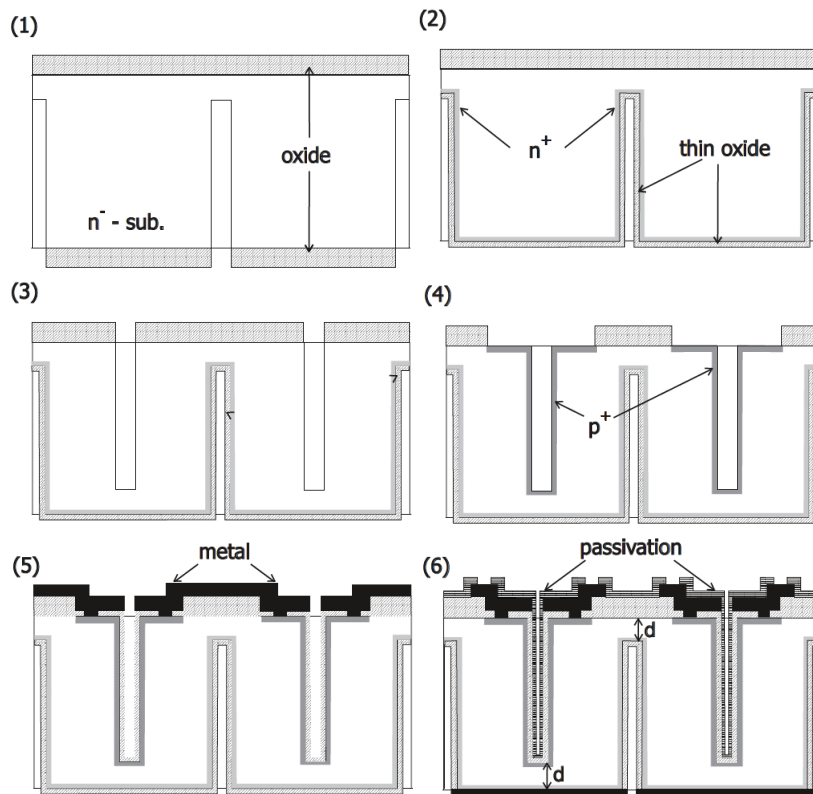 (1)
(2)
oxide
n⁻ - sub.
n⁺
thin oxide
(3)
(4)
p⁺
(5)
metal
(6)
passivation
d
d